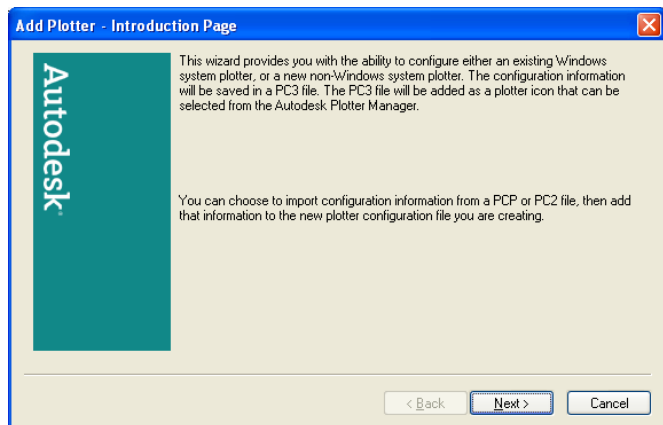 Add Plotter - Introduction Page
Autodesk
This wizard provides you with the ability to configure either an existing Windows
system plotter, or a new non-Windows system plotter. The configuration information
will be saved in a PC3 file. The PC3 file will be added as a plotter icon that can be
selected from the Autodesk Plotter Manager.
You can choose to import configuration information from a PCP or PC2 file, then add
that information to the new plotter configuration file you are creating.
< Back
Next >
Cancel